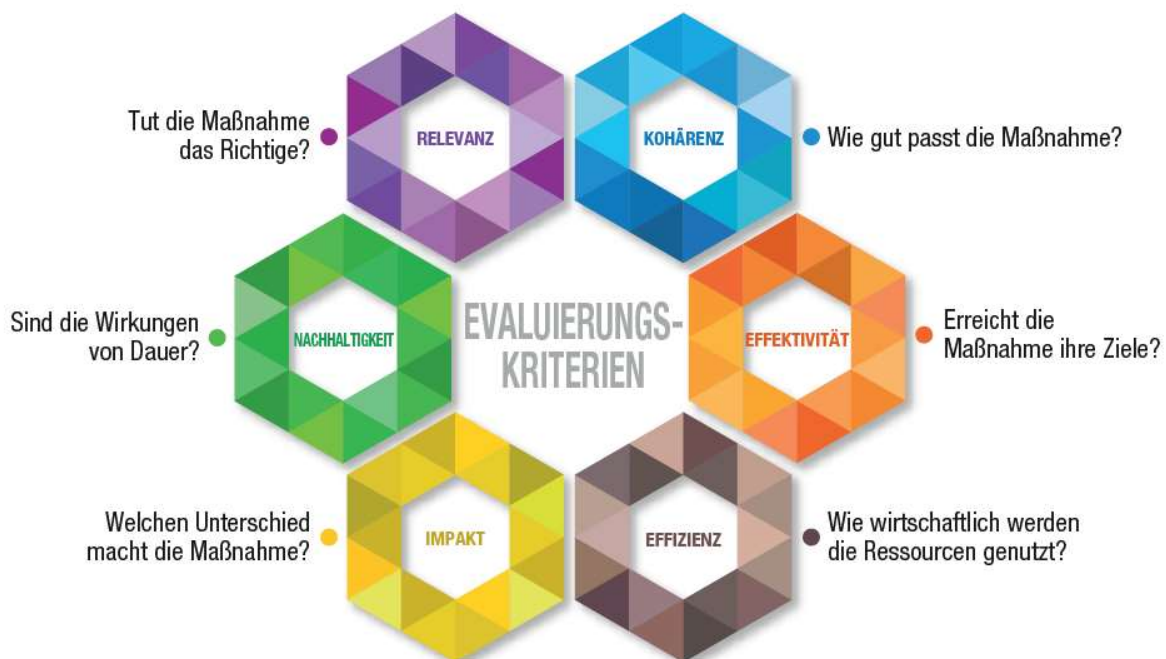 Tut die Maßnahme
das Richtige?
RELEVANZ
KOHÄRENZ
Wie gut passt die Maßnahme?
Sind die Wirkungen
von Dauer?
NACHHALTIGKEIT
EVALUIERUNGS-
KRITERIEN
EFFEKTIVITÄT
Erreicht die
Maßnahme ihre Ziele?
Welchen Unterschied
macht die Maßnahme?
IMPAKT
EFFIZIENZ
Wie wirtschaftlich werden
die Ressourcen genutzt?